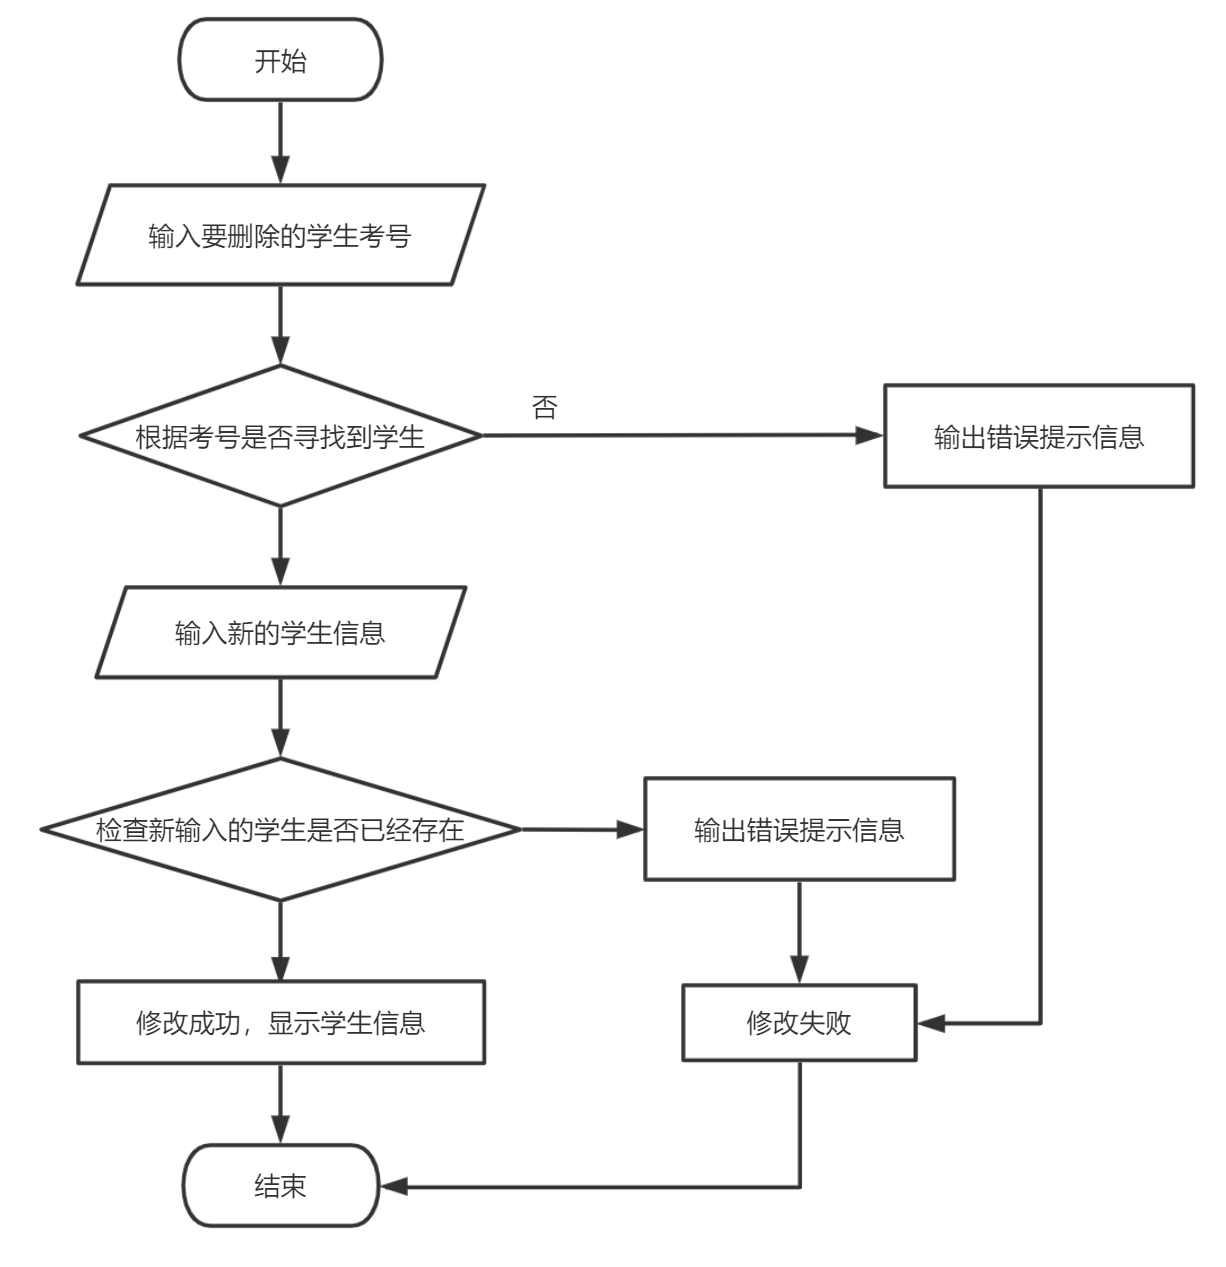 开始
输入要删除的学生考号
否
根据考号是否寻找到学生
输出错误提示信息
输入新的学生信息
检查新输入的学生是否已经存在
输出错误提示信息
修改成功，显示学生信息
修改失败
结束